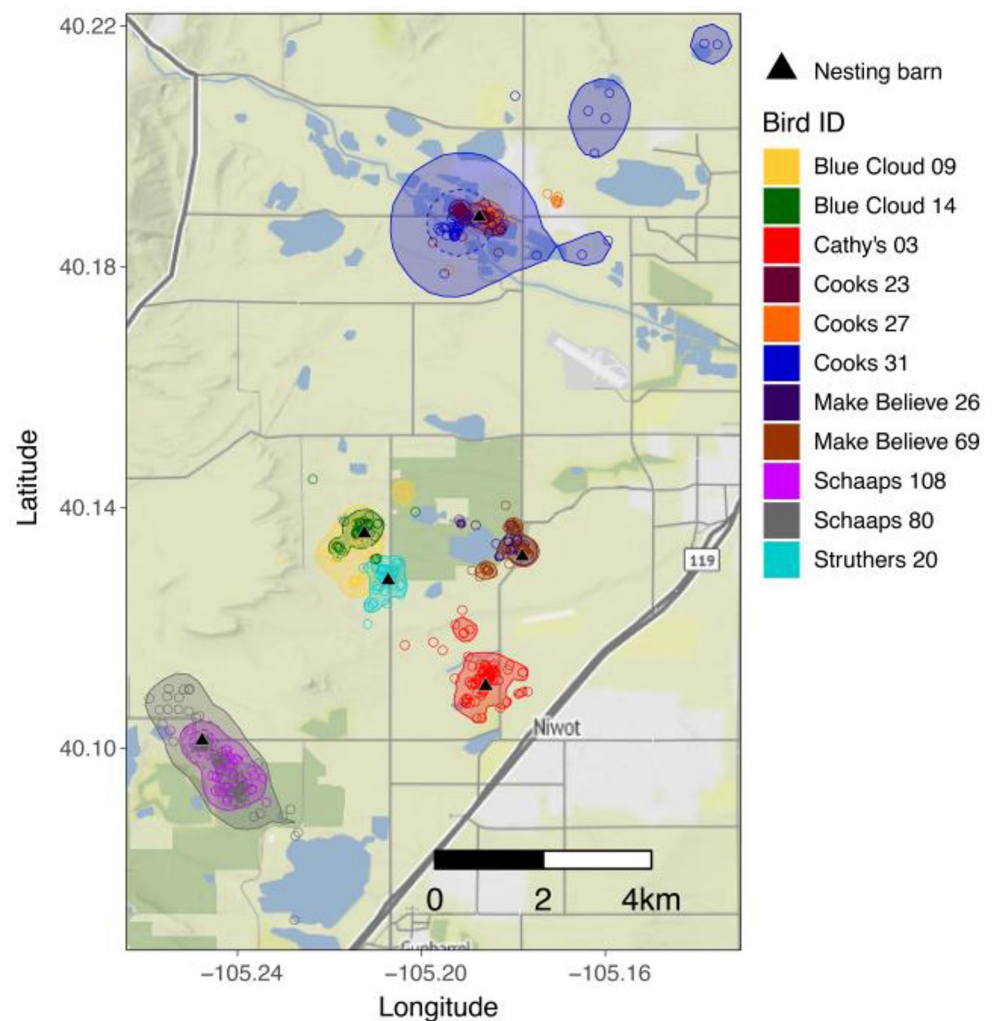 40.22
40.18
40.14
40.10
Latitude
−105.24
−105.20
−105.16
Longitude
119
Niwot
Gunbarrel
0
2
4km
Nesting barn
Bird ID
Blue Cloud 09
Blue Cloud 14
Cathy's 03
Cooks 23
Cooks 27
Cooks 31
Make Believe 26
Make Believe 69
Schaaps 108
Schaaps 80
Struthers 20